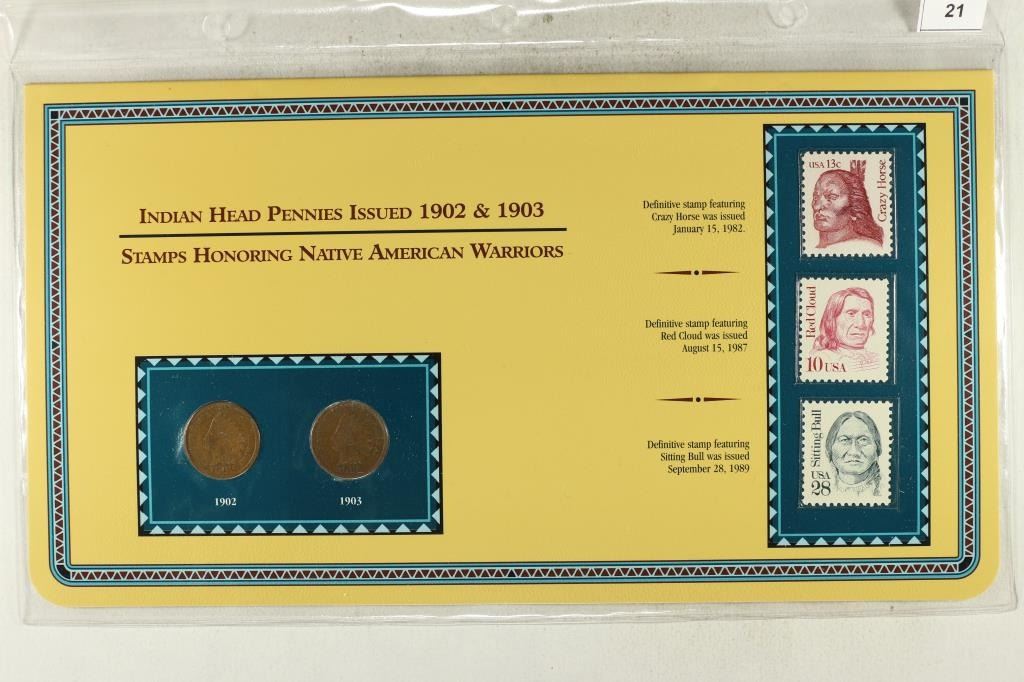 21
INDIAN HEAD PENNIES ISSUED 1902 & 1903
STAMPS HONORING NATIVE AMERICAN WARRIORS
Definitive stamp featuring
Crazy Horse was issued
January 15, 1982.
Definitive stamp featuring
Red Cloud was issued
August 15, 1987
Definitive stamp featuring
Sitting Bull was issued
September 28, 1989
USA 13c
Crazy Horse
Red Cloud
10 USA
Sitting Bull
USA
28
1902
1903